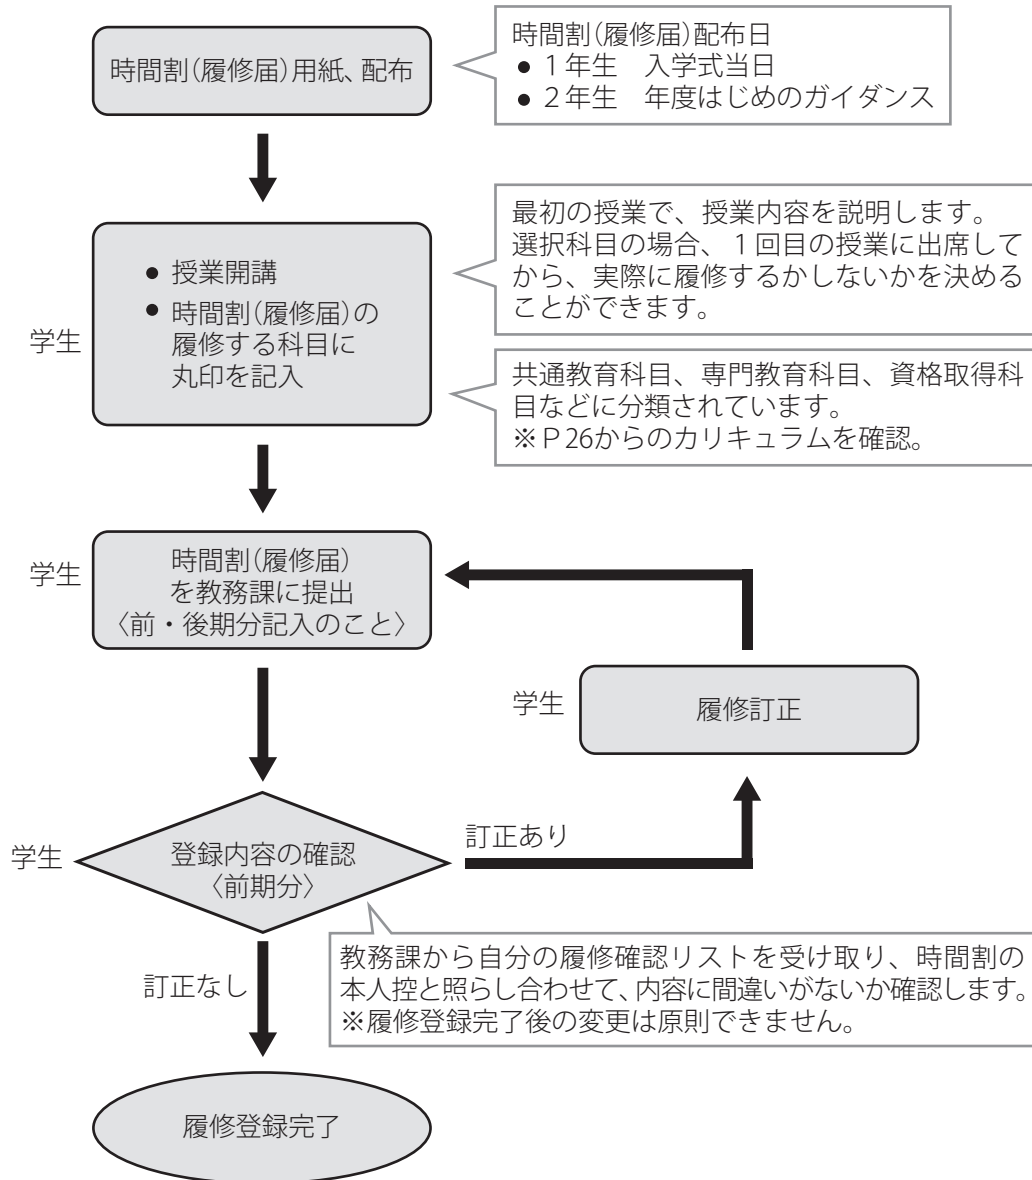 時間割(履修届)用紙、配布
時間割(履修届)配布日
● 1年生　入学式当日
● 2年生　年度はじめのガイダンス
学生
● 授業開講
● 時間割(履修届)の
履修する科目に
丸印を記入
最初の授業で、授業内容を説明します。
選択科目の場合、1回目の授業に出席して
から、実際に履修するかしないかを決める
ことができます。
共通教育科目、専門教育科目、資格取得科
目などに分類されています。
※P26からのカリキュラムを確認。
学生
時間割(履修届)
を教務課に提出
〈前・後期分記入のこと〉
学生
履修訂正
学生
登録内容の確認
〈前期分〉
訂正あり
教務課から自分の履修確認リストを受け取り、時間割の
本人控と照らし合わせて、内容に間違いがないか確認します。
※履修登録完了後の変更は原則できません。
訂正なし
履修登録完了